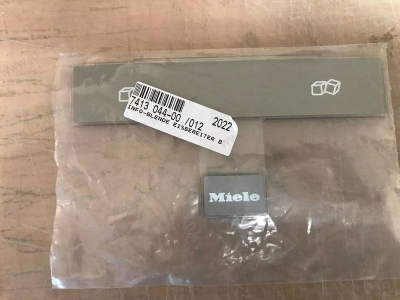 7413 044-00 /012 2022
INFO-BLENDE EISBEREITER B.
Miele